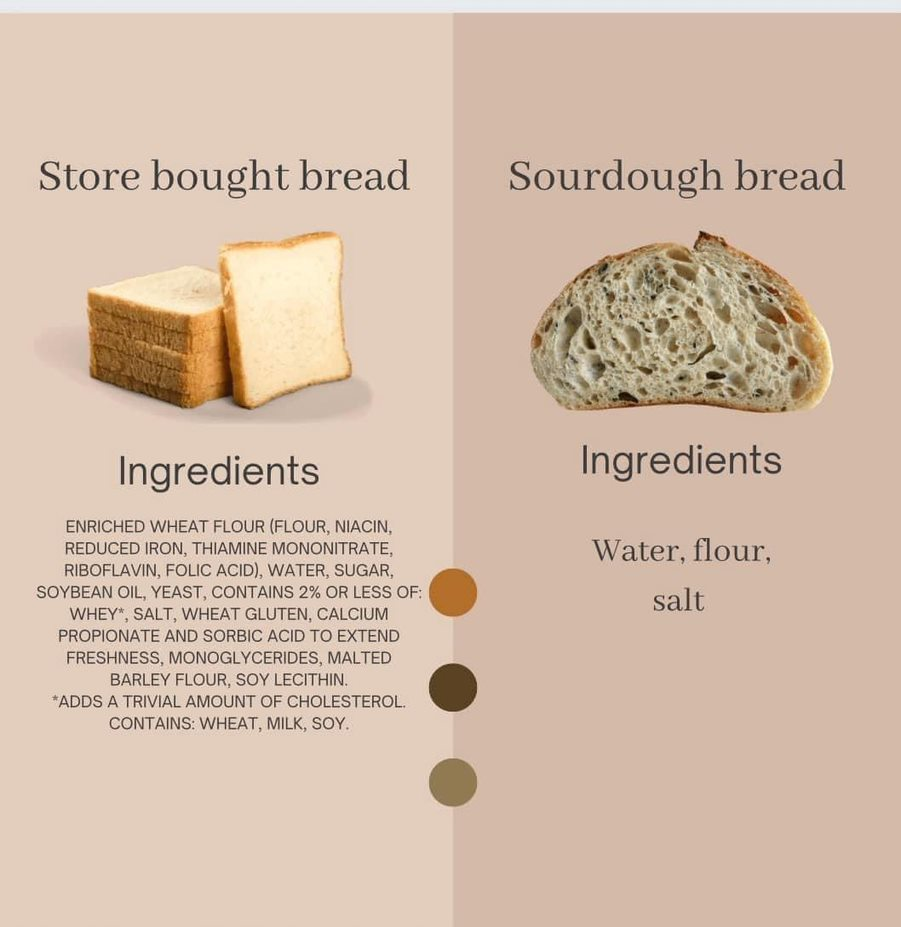 Store bought bread
Ingredients
ENRICHED WHEAT FLOUR (FLOUR, NIACIN,
REDUCED IRON, THIAMINE MONONITRATE,
RIBOFLAVIN, FOLIC ACID), WATER, SUGAR,
SOYBEAN OIL, YEAST, CONTAINS 2% OR LESS OF:
WHEY*, SALT, WHEAT GLUTEN, CALCIUM
PROPIONATE AND SORBIC ACID TO EXTEND
FRESHNESS, MONOGLYCERIDES, MALTED
BARLEY FLOUR, SOY LECITHIN.
*ADDS A TRIVIAL AMOUNT OF CHOLESTEROL.
CONTAINS: WHEAT, MILK, SOY.
Sourdough bread
Ingredients
Water, flour,
salt